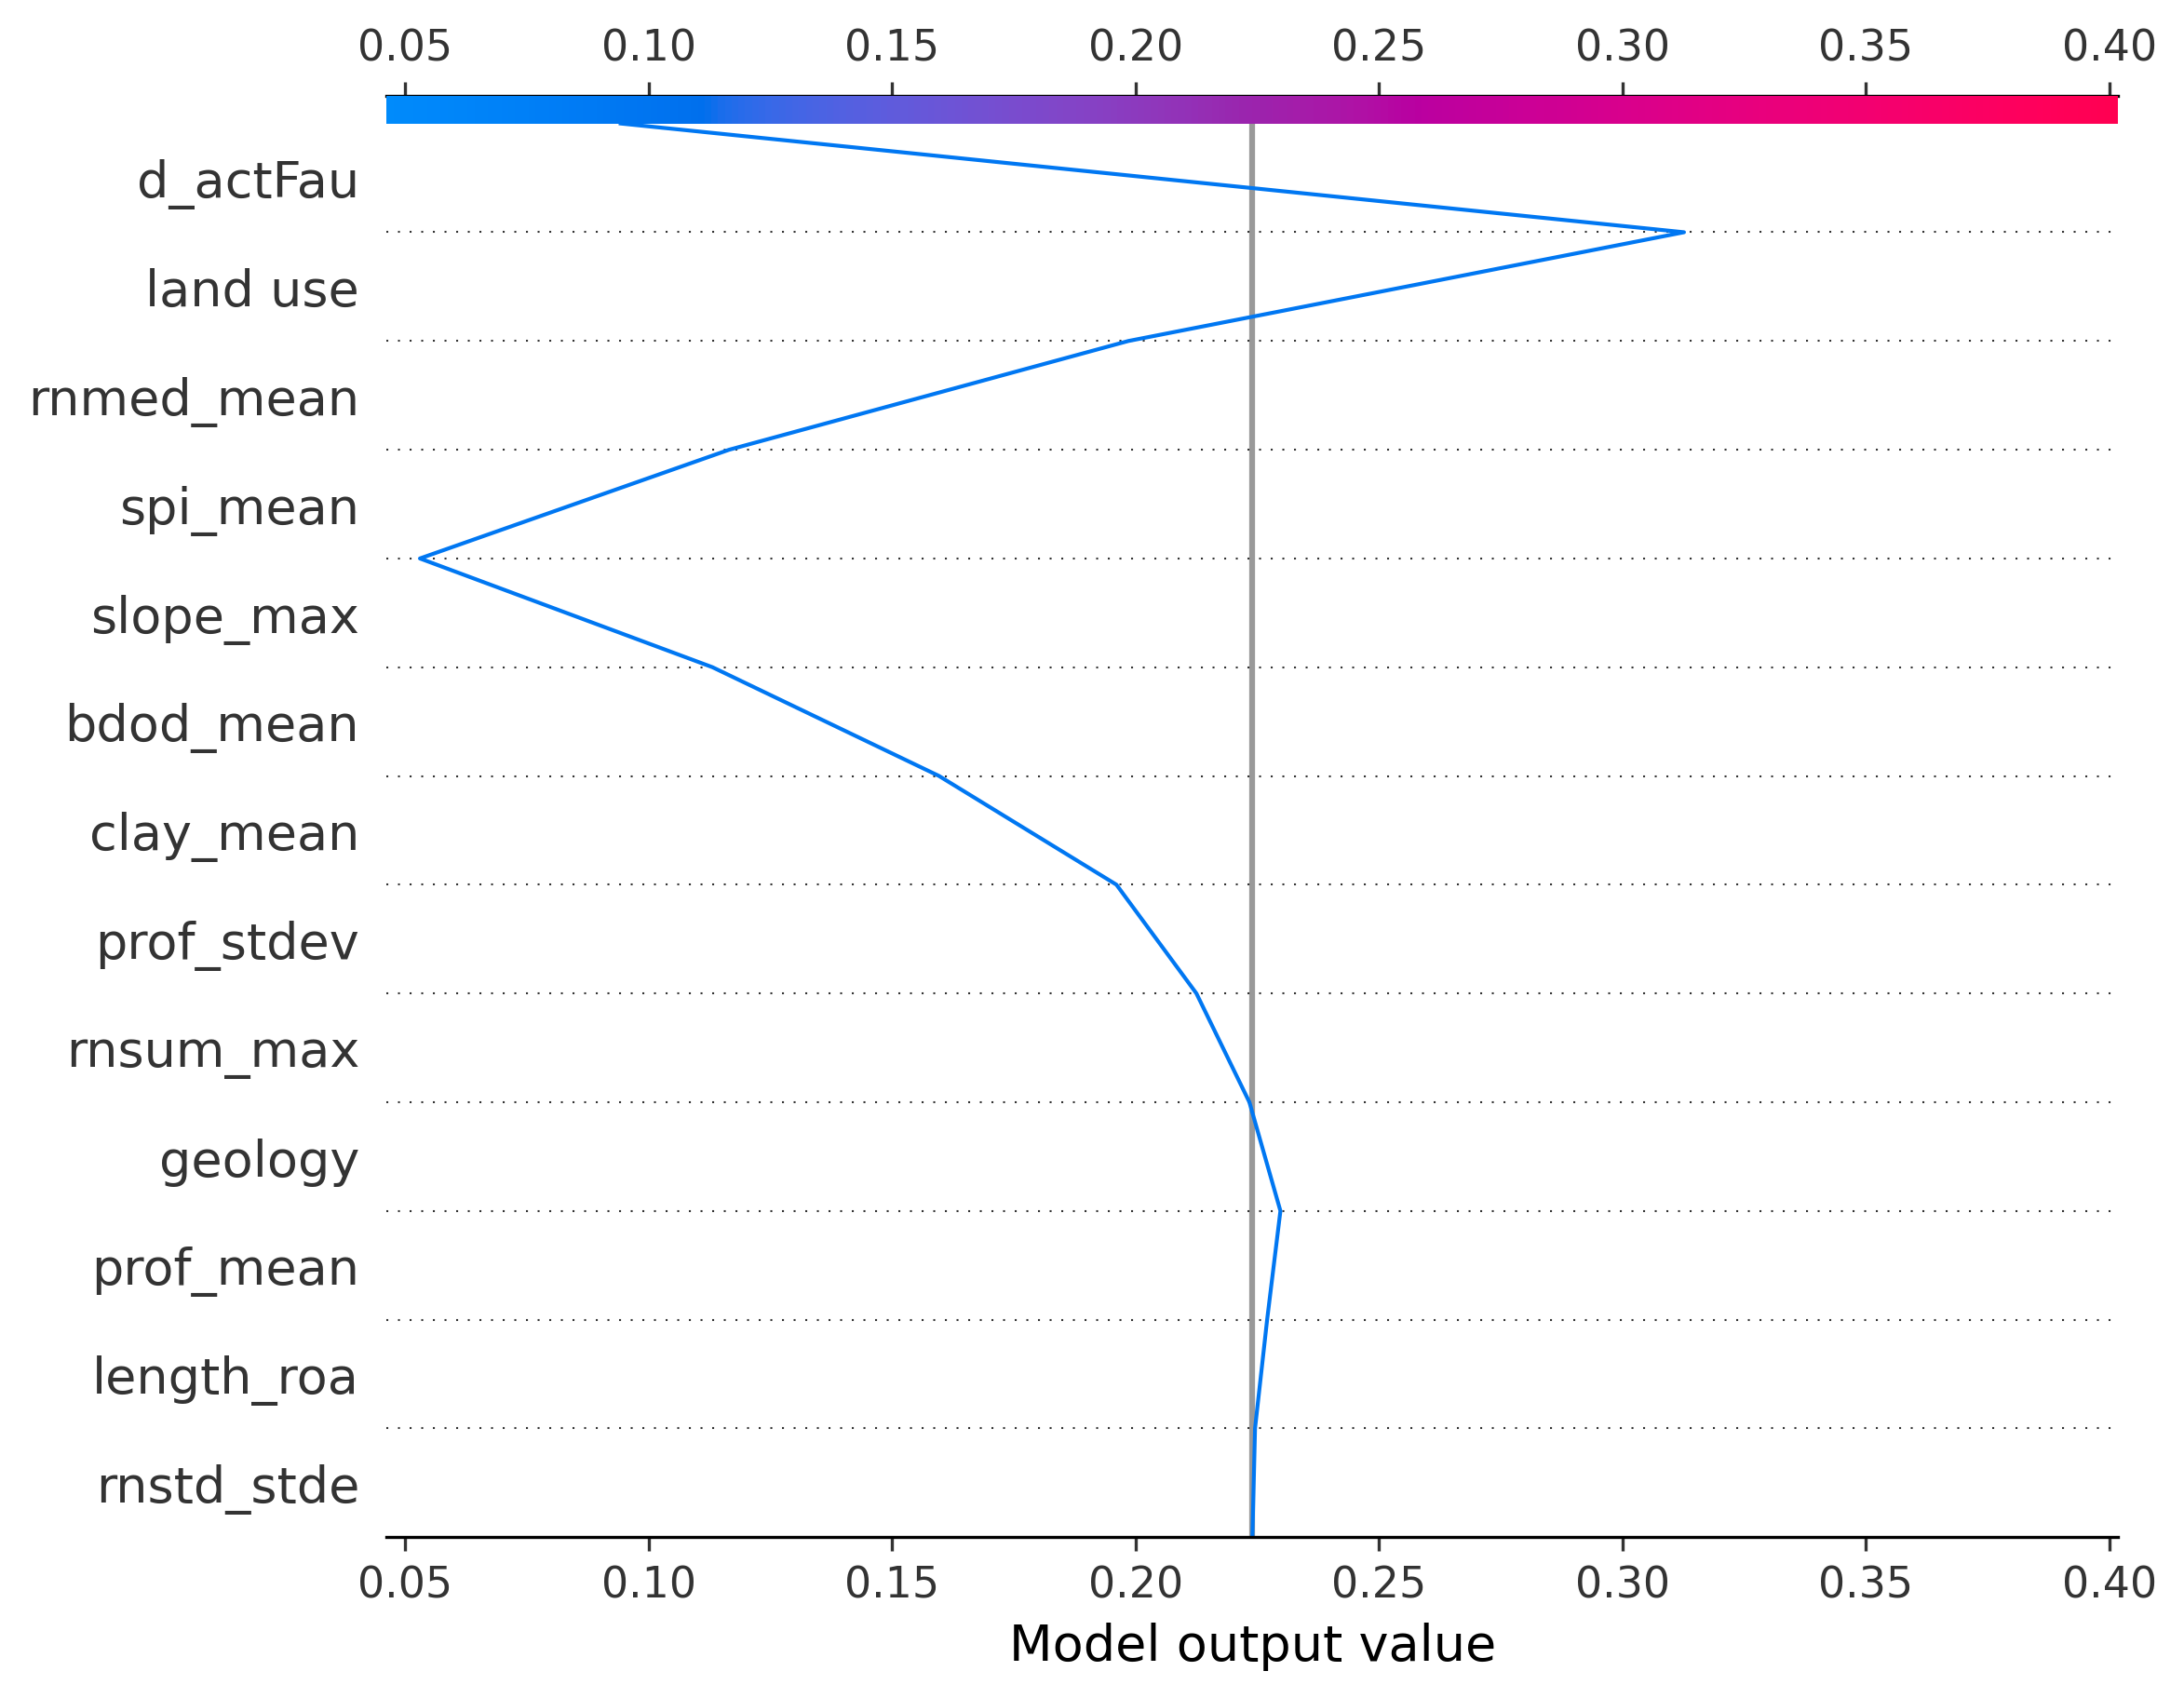 0.05 0.10 0.15 0.20 0.25 0.30 0.35 0.40
d_actFau
land use
rnmed_mean
spi_mean
slope_max
bdod_mean
clay_mean
prof_stdev
rnsum_max
geology
prof_mean
length_roa
rnstd_stde
0.05 0.10 0.15 0.20 0.25 0.30 0.35 0.40
Model output value